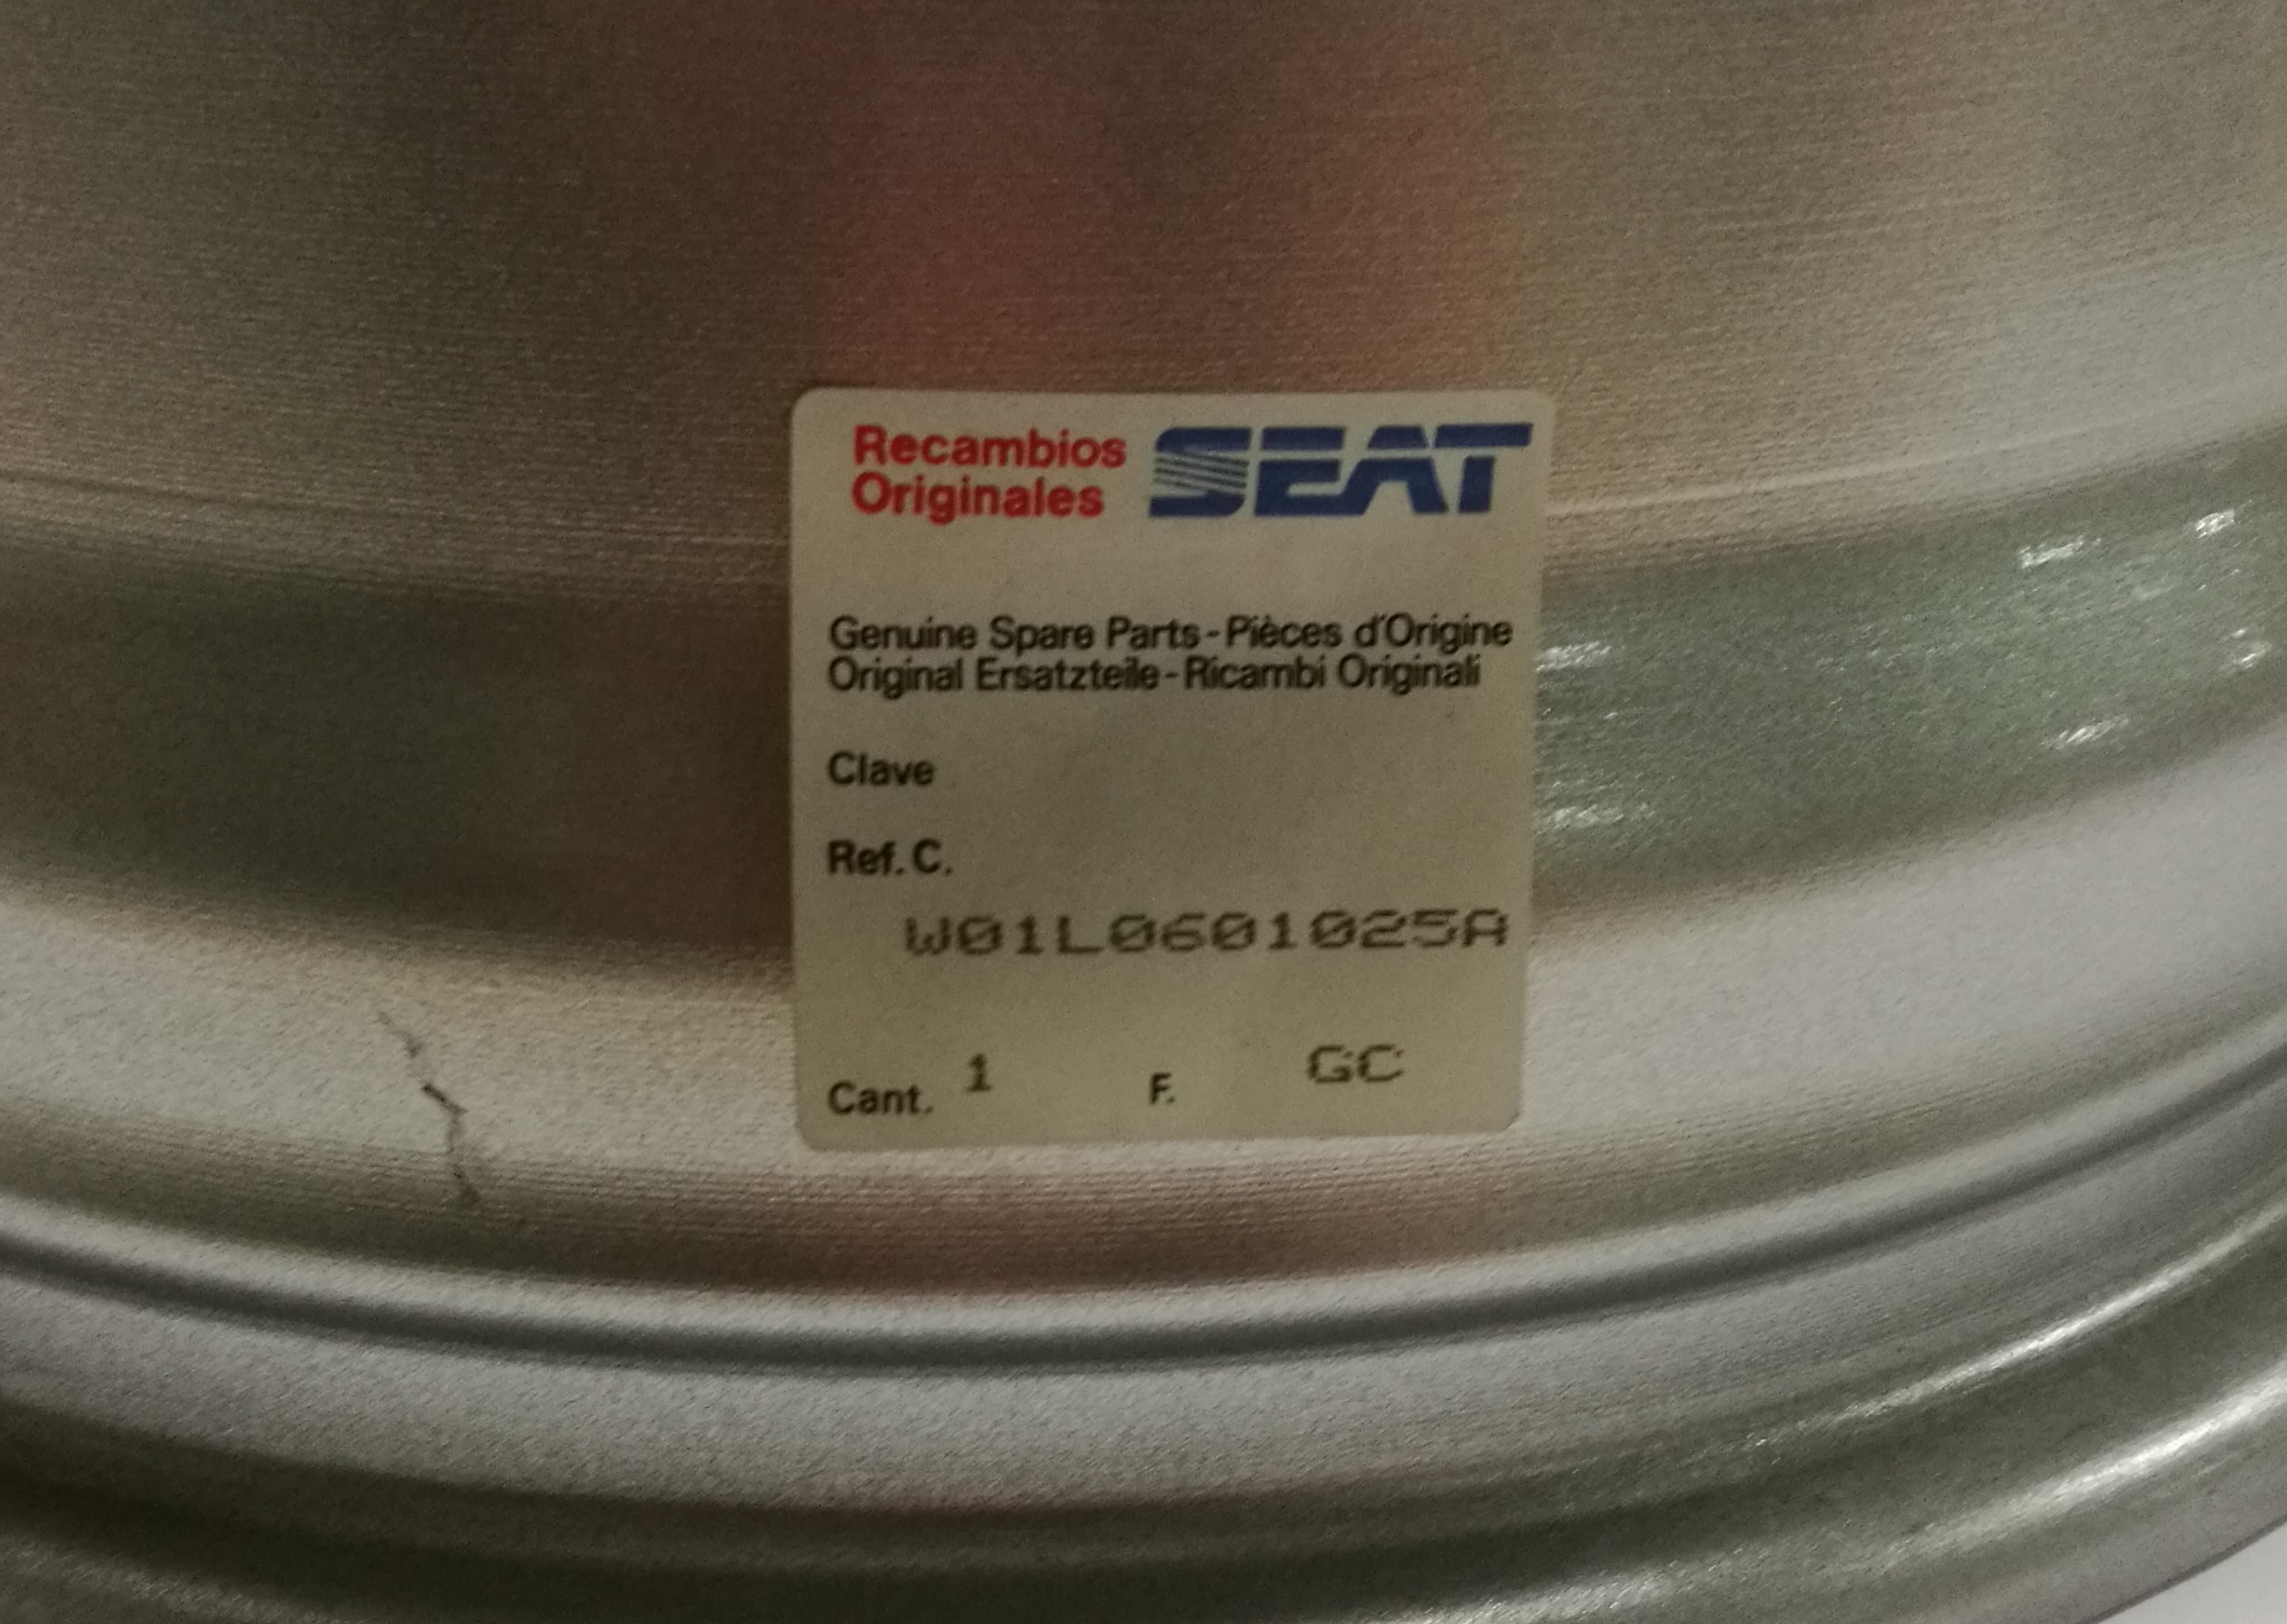 Recambios
Originales
SEAT
Genuine Spare Parts - Pièces d'Origine
Original Ersatzteile - Ricambi Originali
Clave
Ref. C.
W01L0601025A
Cant. 1 F. GC